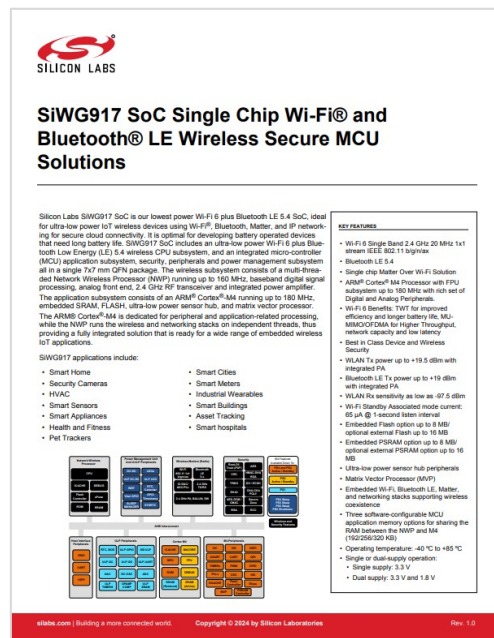 SILICON LABS
SiWG917 SoC Single Chip Wi-Fi® and
Bluetooth® LE Wireless Secure MCU
Solutions
Silicon Labs SiWG917 SoC is our lowest power Wi-Fi 6 plus Bluetooth LE 5.4 SoC, ideal
for ultra-low power IoT wireless devices using Wi-Fi®, Bluetooth, Matter, and IP network-
ing for secure cloud connectivity. It is optimal for developing battery operated devices
that need long battery life. SiWG917 SoC includes an ultra-low power Wi-Fi 6 plus Blue-
tooth Low Energy (LE) 5.4 wireless CPU subsystem, and an integrated micro-controller
(MCU) application subsystem, security, peripherals and power management subsystem
all in a single 7x7 mm QFN package. The wireless subsystem consists of a multi-threa-
ded Network Wireless Processor (NWP) running up to 160 MHz, baseband digital signal
processing, analog front end, 2.4 GHz RF transceiver and integrated power amplifier.
The application subsystem consists of an ARM® Cortex®-M4 running up to 180 MHz,
embedded SRAM, FLASH, ultra-low power sensor hub, and matrix vector processor.
The ARM® Cortex®-M4 is dedicated for peripheral and application-related processing,
while the NWP runs the wireless and networking stacks on independent threads, thus
providing a fully integrated solution that is ready for a wide range of embedded wireless
IoT applications.
SiWG917 applications include:
• Smart Home
• Security Cameras
• HVAC
• Smart Sensors
• Smart Appliances
• Health and Fitness
• Pet Trackers
• Smart Cities
• Smart Meters
• Industrial Wearables
• Smart Buildings
• Asset Tracking
• Smart hospitals
KEY FEATURES
• Wi-Fi 6 Single Band 2.4 GHz 20 MHz 1x1
stream IEEE 802.11 b/g/n/ax
• Bluetooth LE 5.4
• Single chip Matter Over Wi-Fi Solution
• ARM® Cortex® M4 Processor with FPU
subsystem up to 180 MHz with rich set of
Digital and Analog Peripherals.
• Wi-Fi 6 Benefits: TWT for improved
efficiency and longer battery life, MU-
MIMO/OFDMA for Higher Throughput,
network capacity and low latency
• Best in Class Device and Wireless
Security
• WLAN Tx power up to +19.5 dBm with
integrated PA
• Bluetooth LE Tx power up to +19 dBm
with integrated PA
• WLAN Rx sensitivity as low as -97.5 dBm
• Wi-Fi Standby Associated mode current:
65 µA @ 1-second listen interval
• Embedded Flash option up to 8 MB/
optional external Flash up to 16 MB
• Embedded PSRAM option up to 8 MB/
optional external PSRAM option up to 16
MB
• Ultra-low power sensor hub peripherals
• Matrix Vector Processor (MVP)
• Embedded Wi-Fi, Bluetooth LE, Matter,
and networking stacks supporting wireless
coexistence
• Three software-configurable MCU
application memory options for sharing the
RAM between the NWP and M4
(192/256/320 KB)
• Operating temperature: -40 ºC to +85 ºC
• Single or dual-supply operation:
• Single supply: 3.3 V
• Dual supply: 3.3 V and 1.8 V
silabs.com | Building a more connected world.
Copyright © 2024 by Silicon Laboratories
Rev. 1.0